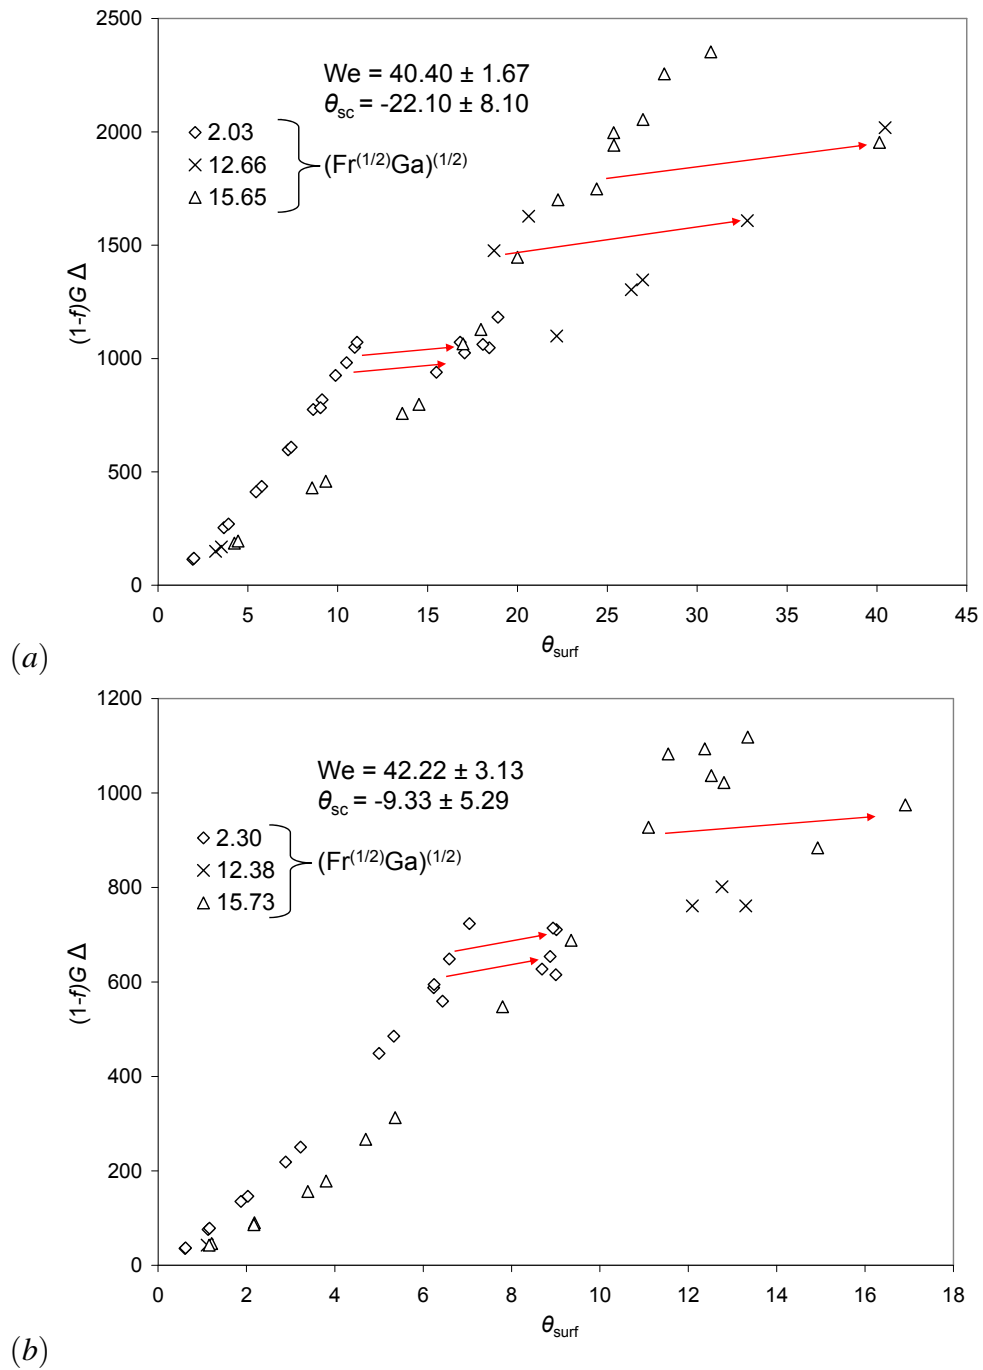 2500
We = 40.40 ± 1.67
θsc = -22.10 ± 8.10
2000
2.03
12.66
(Fr(1/2)Ga)(1/2)
15.65
1500
(1-f)G Δ
1000
500
0
0 5 10 15 20 25 30 35 40 45
θsurf
(a)
1200
We = 42.22 ± 3.13
θsc = -9.33 ± 5.29
1000
2.30
12.38
(Fr(1/2)Ga)(1/2)
15.73
800
(1-f)G Δ
600
400
200
0
0 2 4 6 8 10 12 14 16 18
θsurf
(b)